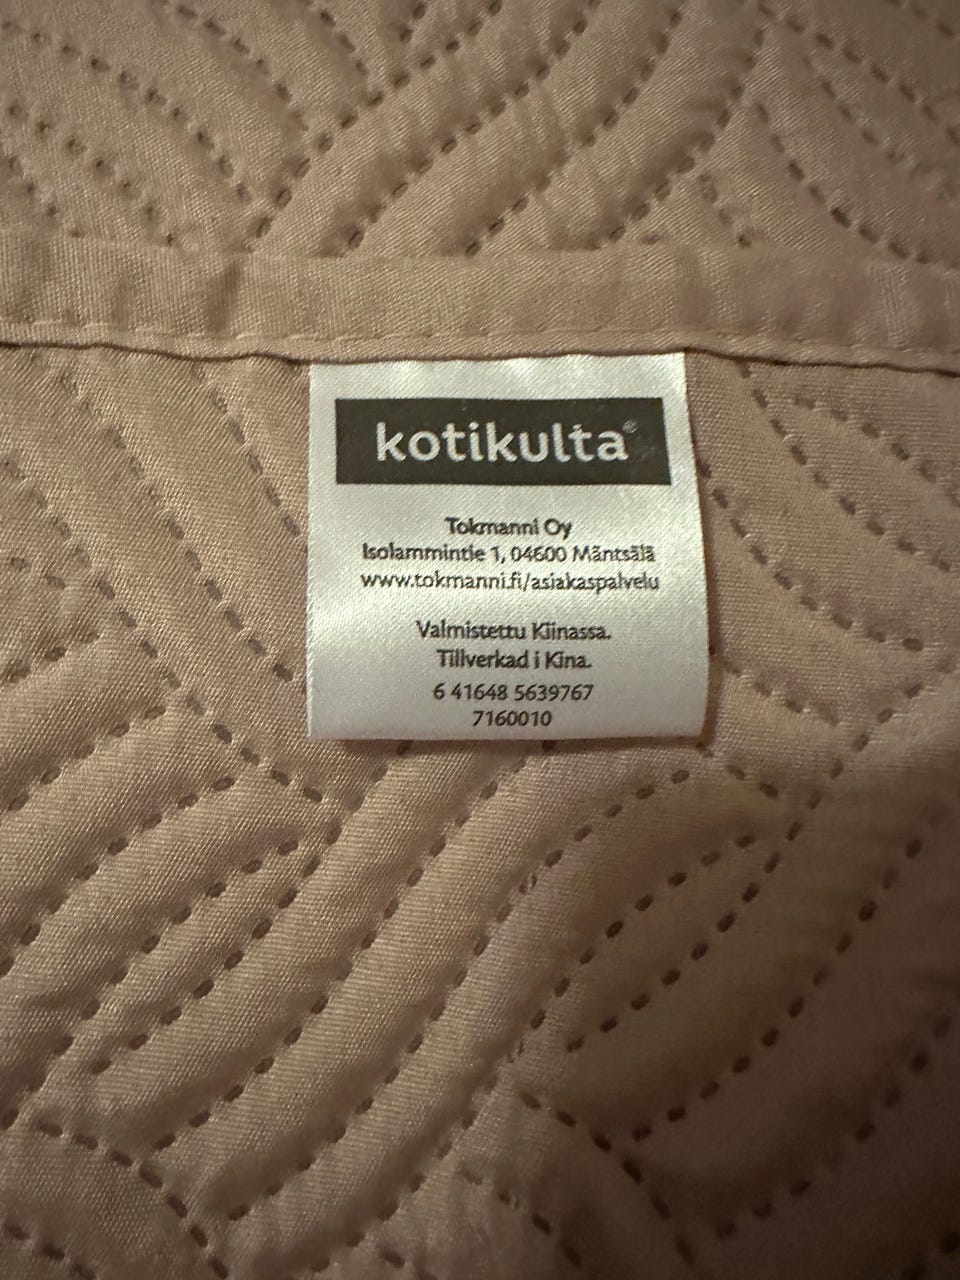 kotikulta®
Tokmanni Oy
Isolammintie 1, 04600 Mäntsälä
www.tokmanni.fi/asiakaspalvelu
Valmistettu Kiinassa.
Tillverkad i Kina.
6 41648 5639767
7160010